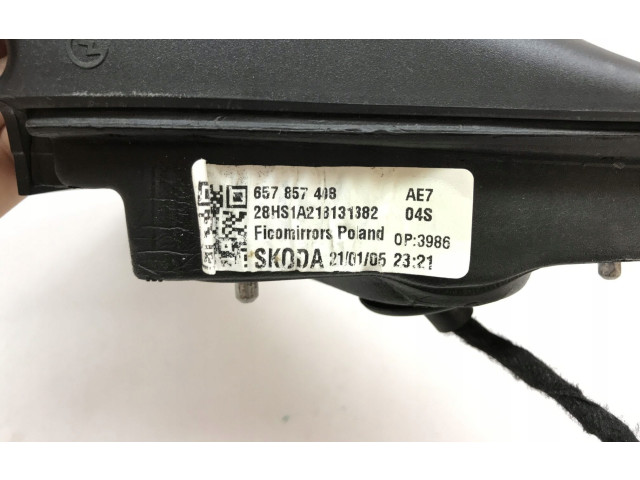 657 857 408 AE7
28HS1A218131382 04S
Ficomirrors Poland OP:3986
SKODA 21/01/05 23:21